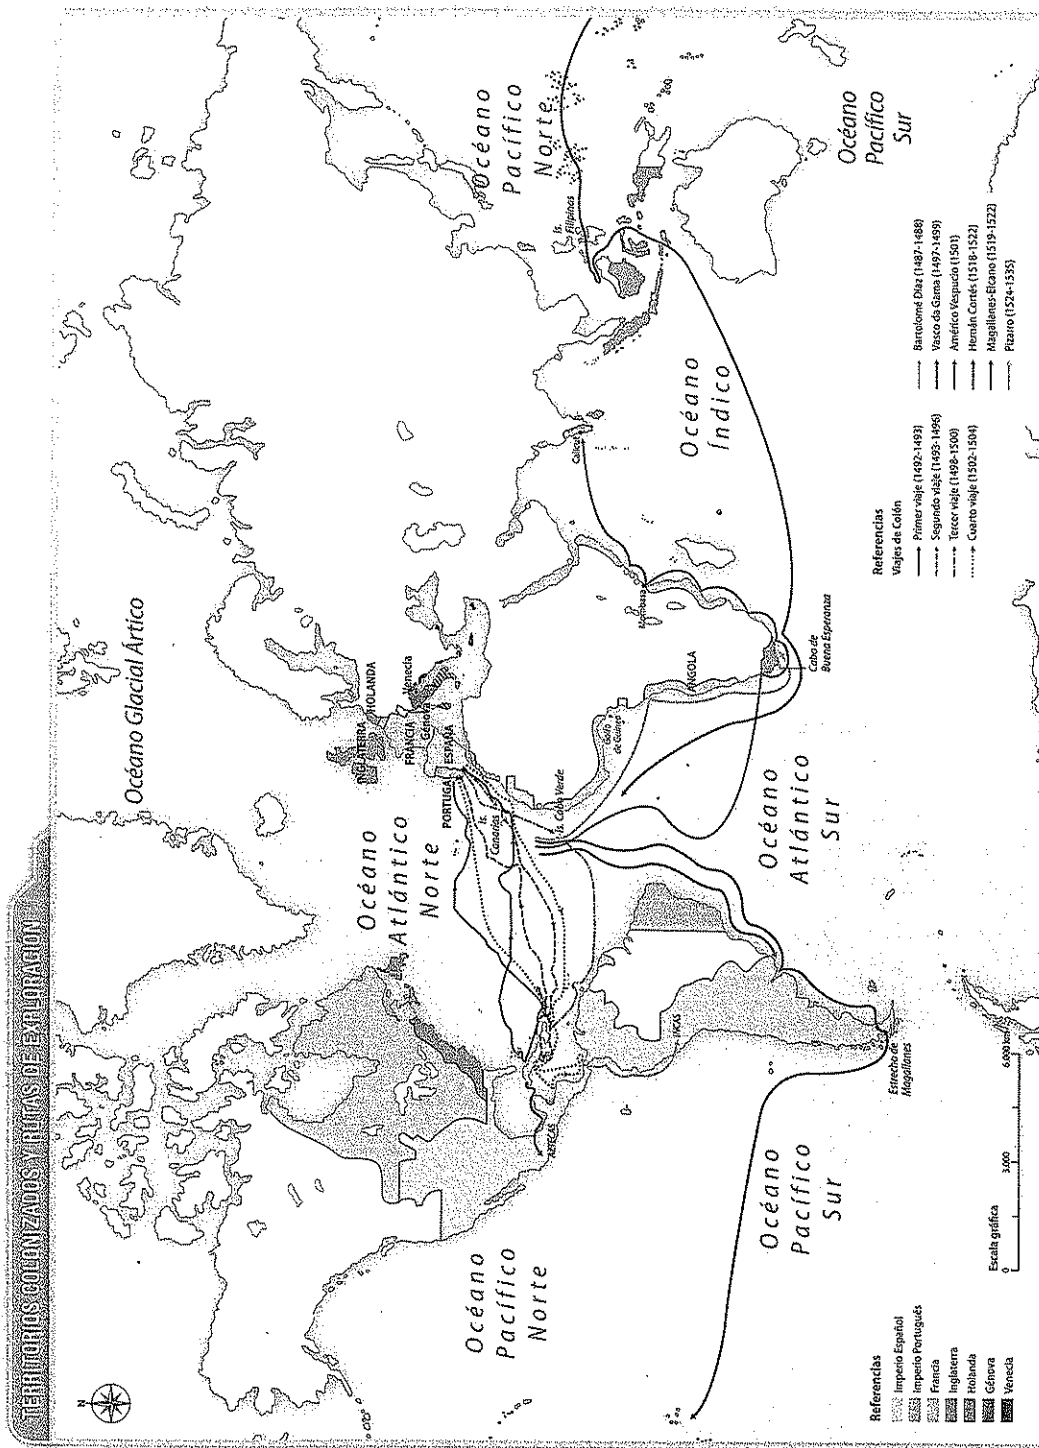 TERRITORIOS COLONIZADOS Y RUTAS DE EXPLORACIÓN
N
Océano Glacial Ártico
Océano
Pacífico
Norte
Océano
Atlántico
Norte
Océano
Pacífico
Norte
Océano
Pacífico
Sur
Océano
Atlántico
Sur
Océano
Índico
Océano
Pacífico
Sur
INGLATERRA
HOLANDA
FRANCIA
Génova
Venecia
ESPAÑA
PORTUGAL
Is.
Canarias
Is. Cabo Verde
Golfo
de Guinea
ANGOLA
Mombasa
Cabo de
Buena Esperanza
Calicut
Is.
Filipinas
AZTECAS
INCAS
Estrecho de
Magallanes
Referencias
Imperio Español
Imperio Portugués
Francia
Inglaterra
Holanda
Génova
Venecia
Escala gráfica
0
3.000
6.000 km
Referencias
Viajes de Colón
Primer viaje (1492-1493)
Segundo viaje (1493-1496)
Tercer viaje (1498-1500)
Cuarto viaje (1502-1504)
Bartolomé Díaz (1487-1488)
Vasco da Gama (1497-1499)
Américo Vespucio (1501)
Hernán Cortés (1518-1522)
Magallanes-Elcano (1519-1522)
Pizarro (1524-1535)